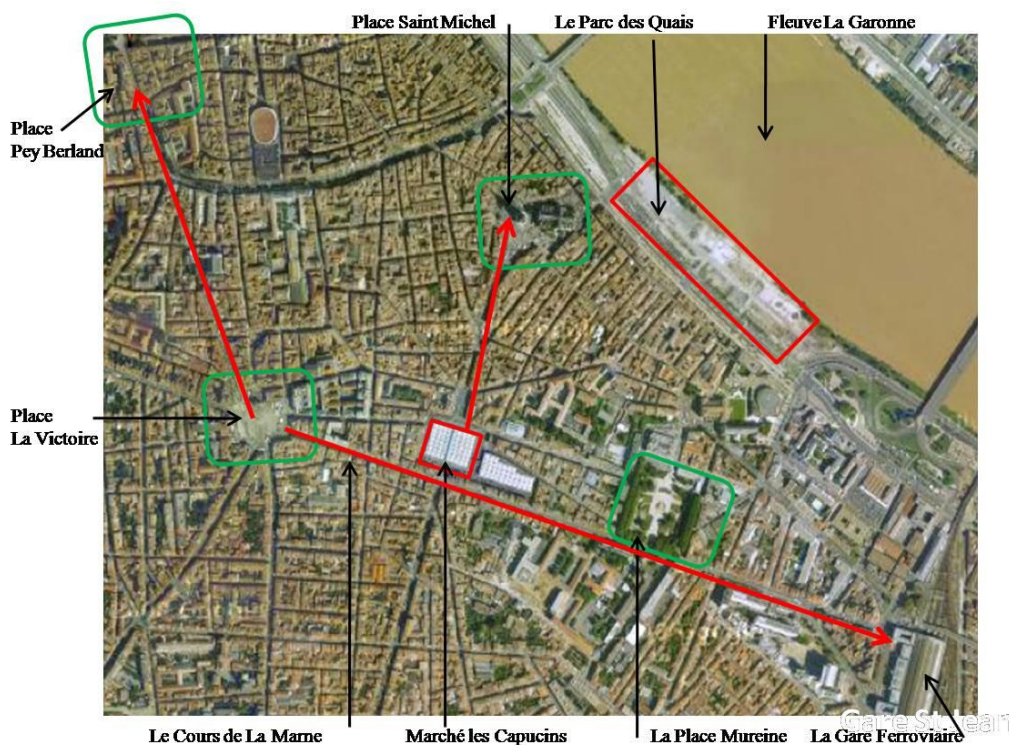 Place Saint Michel
Le Parc des Quais
Fleuve La Garonne
Place
Pey Berland
Place
La Victoire
Le Cours de La Marne
Marché les Capucins
La Place Mureine
La Gare Ferroviaire
Gare St Jean